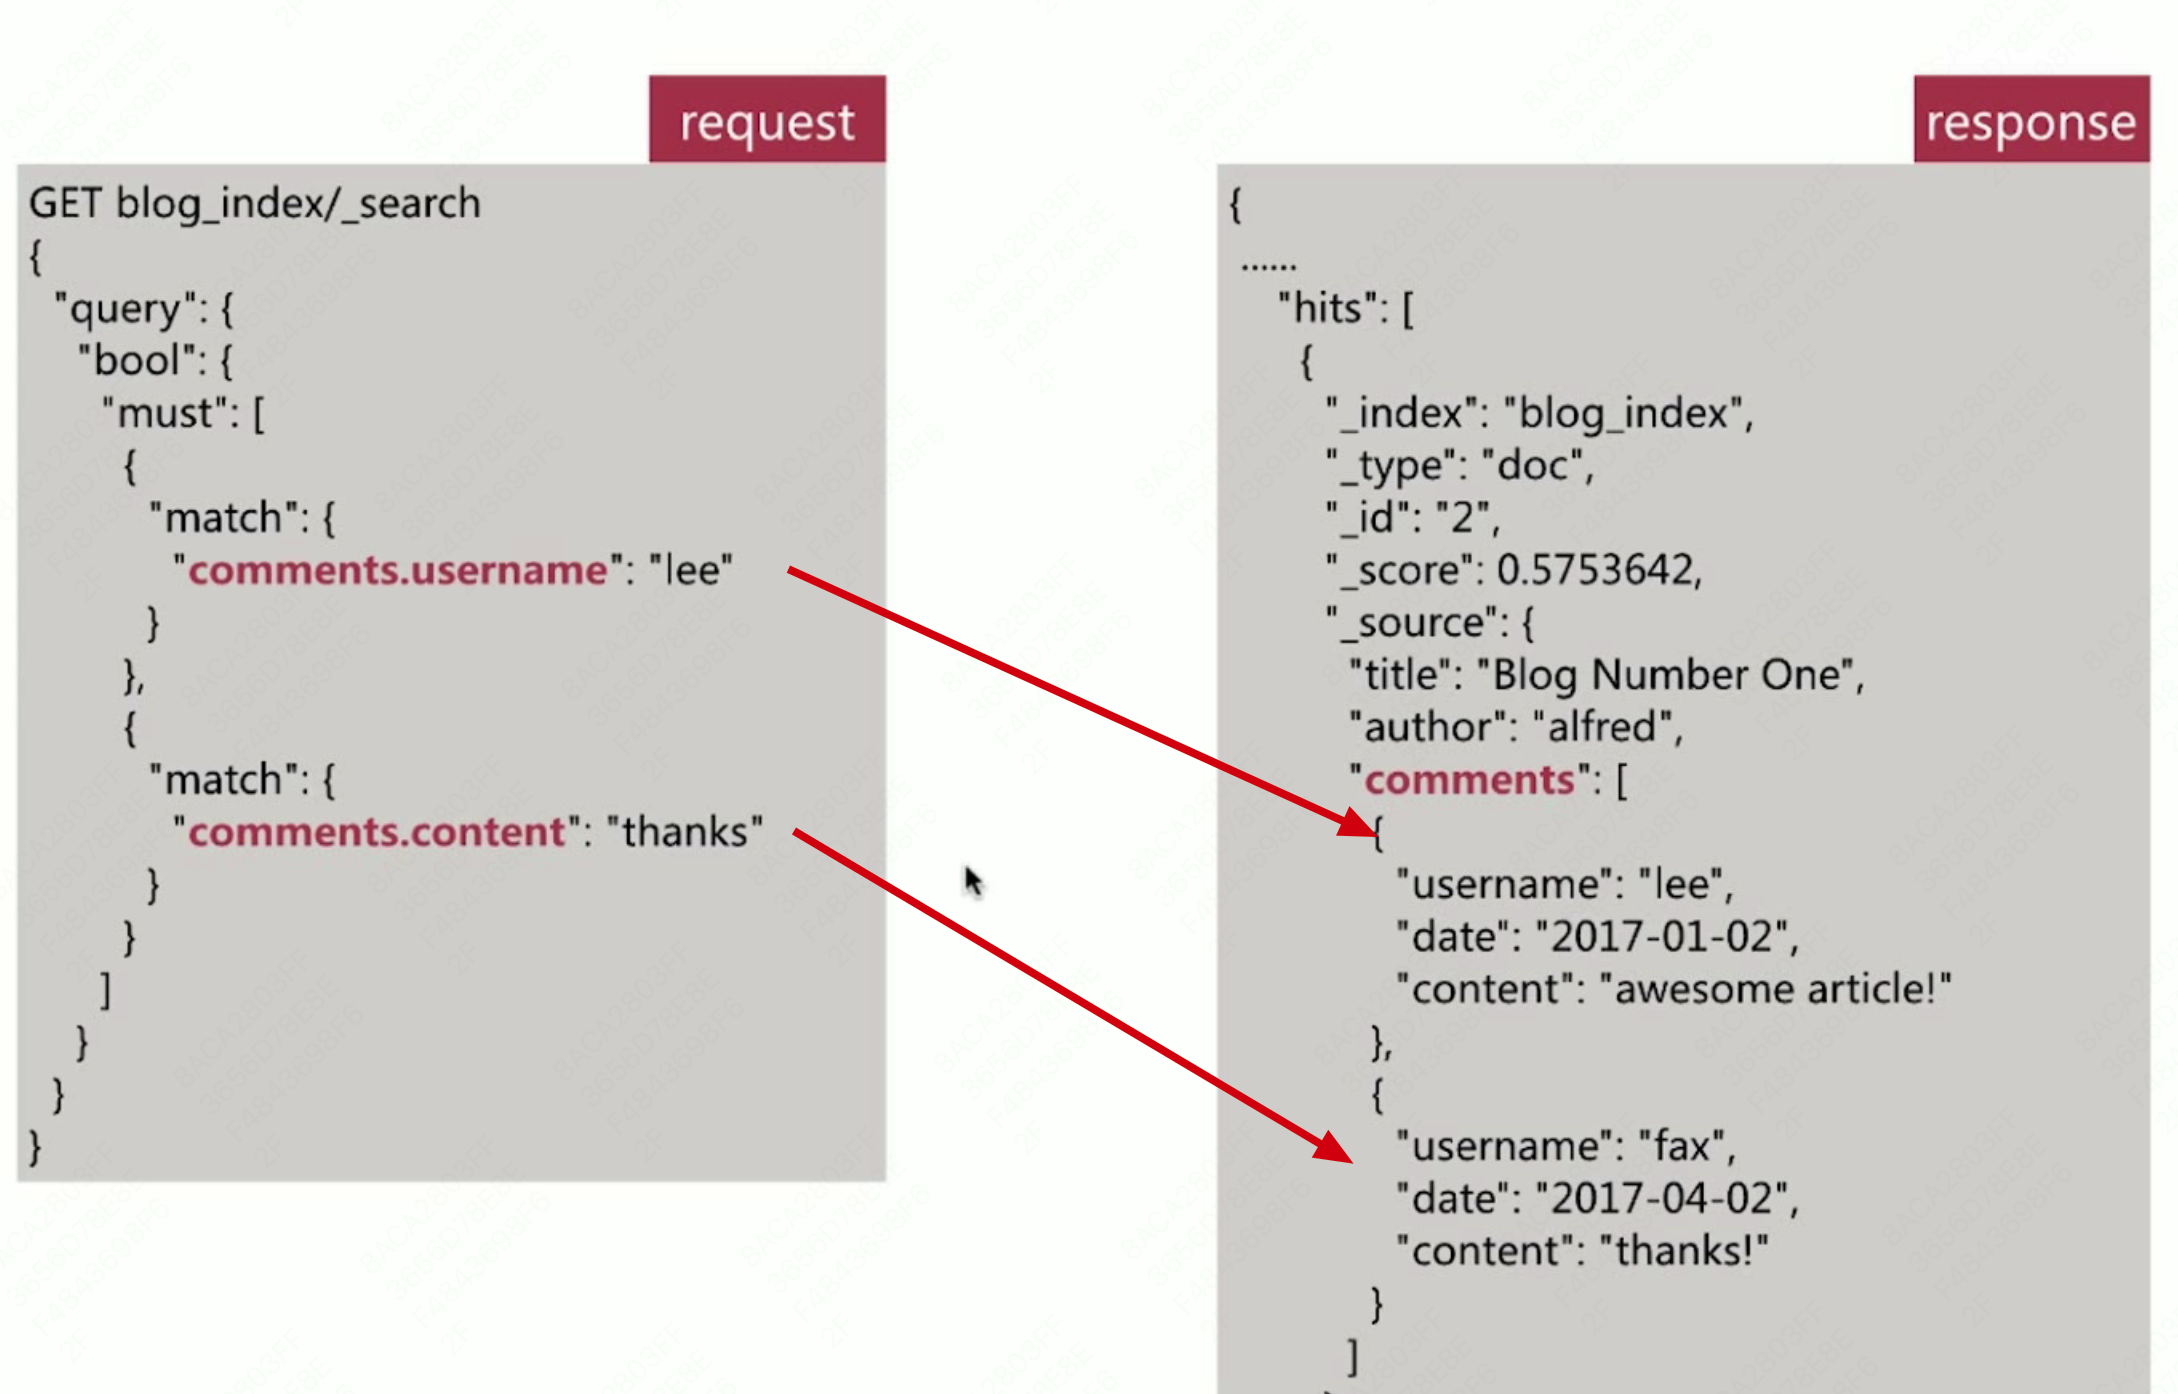 request
GET blog_index/_search
{
"query": {
"bool": {
"must": [
{
"match": {
"comments.username": "lee"
}
},
{
"match": {
"comments.content": "thanks"
}
}
]
}
}
}
response
{
......
"hits": [
{
"_index": "blog_index",
"_type": "doc",
"_id": "2",
"_score": 0.5753642,
"_source": {
"title": "Blog Number One",
"author": "alfred",
"comments": [
{
"username": "lee",
"date": "2017-01-02",
"content": "awesome article!"
},
{
"username": "fax",
"date": "2017-04-02",
"content": "thanks!"
}
]